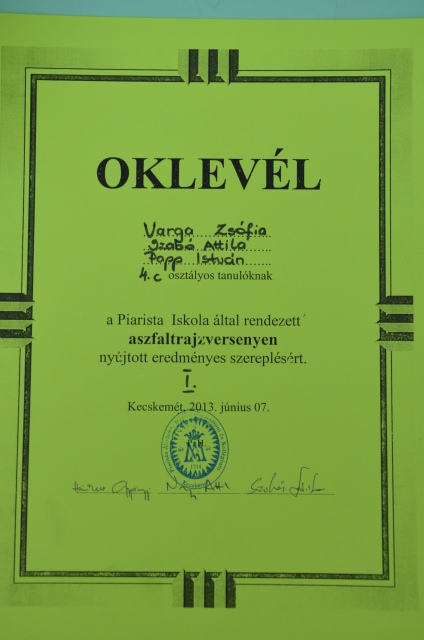 OKLEVÉL
Varga Zsófia
Szabó Attila
Papp István
4.c osztályos tanulóknak
a Piarista Iskola által rendezett
aszfaltrajzversenyen
nyújtott eredményes szereplésért.
I.
Kecskemét, 2013. június 07.